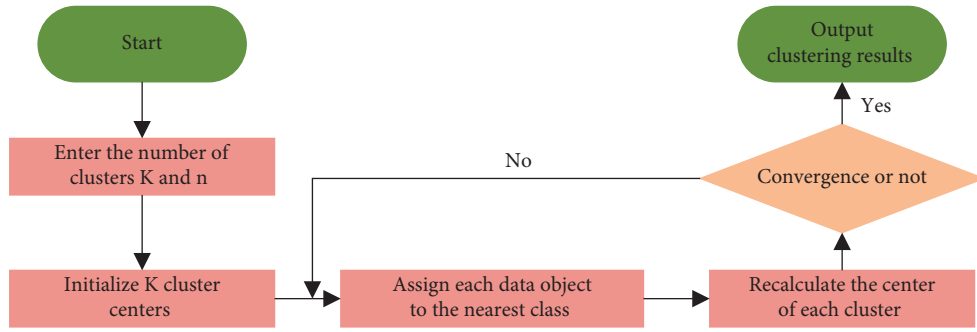 Start
Enter the number of
clusters K and n
Initialize K cluster
centers
Assign each data object
to the nearest class
Recalculate the center
of each cluster
Convergence or not
No
Yes
Output
clustering results